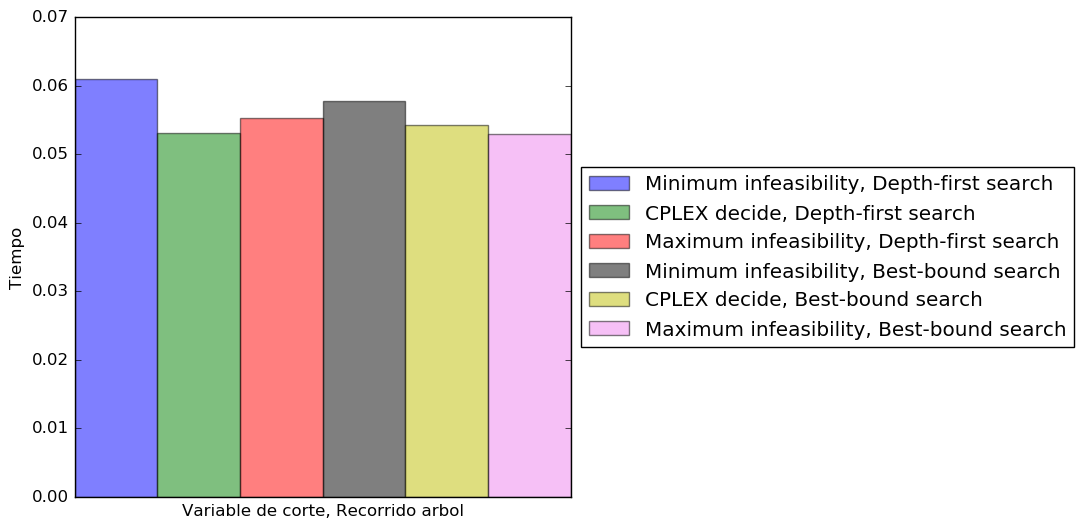 0.07
0.06
0.05
0.04
0.03
0.02
0.01
0.00
Tiempo
Variable de corte, Recorrido arbol
Minimum infeasibility, Depth-first search
CPLEX decide, Depth-first search
Maximum infeasibility, Depth-first search
Minimum infeasibility, Best-bound search
CPLEX decide, Best-bound search
Maximum infeasibility, Best-bound search